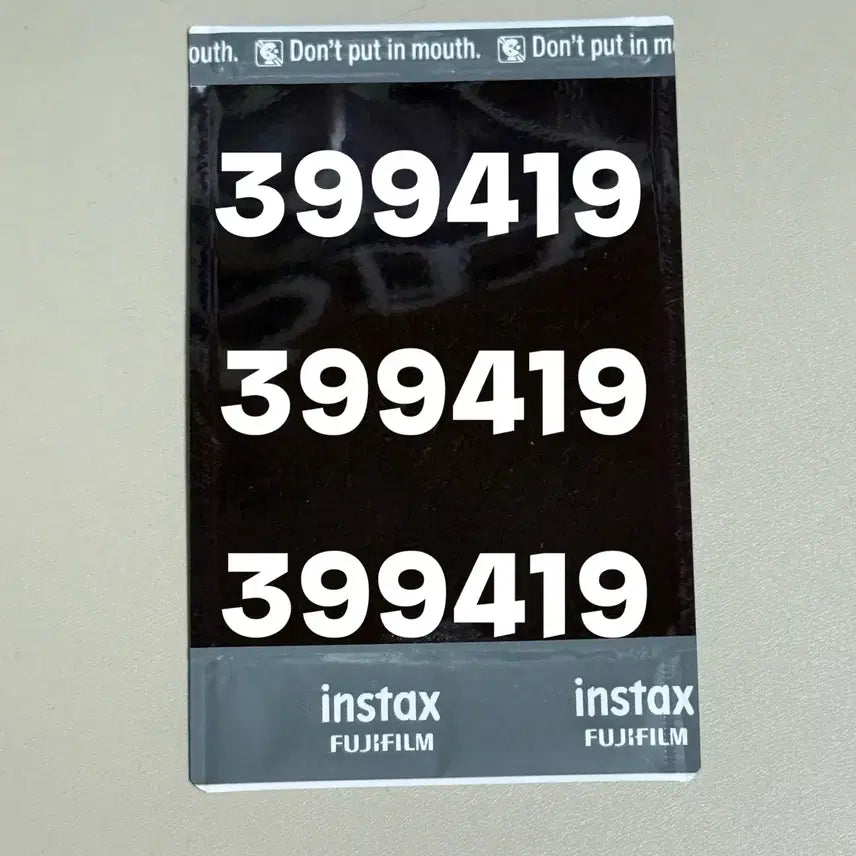 outh. Don't put in mouth. Don't put in m
399419
399419
399419
instax instax
FUJIFILM FUJIFILM